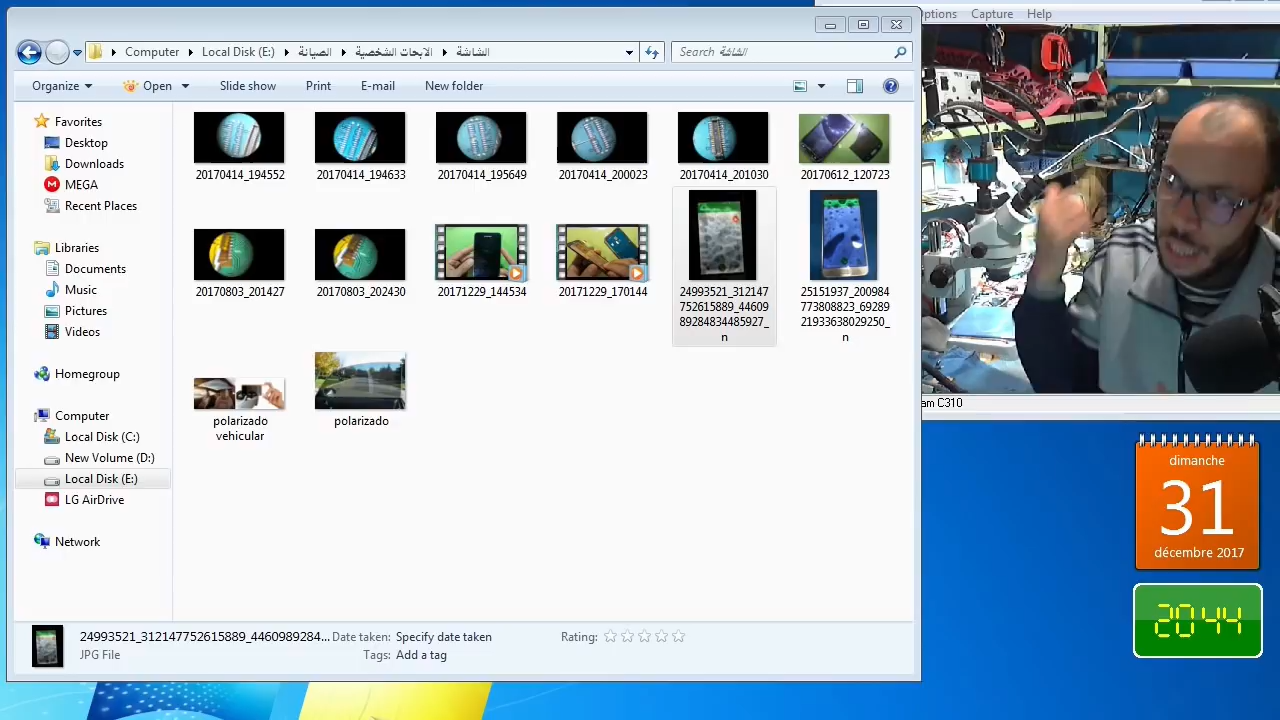 ptions Capture Help
Computer Local Disk (E:) الصيانة الابحات الشخصية الشاشة
Search الشاشة
Organize Open Slide show Print E-mail New folder
Favorites
Desktop
Downloads
MEGA
Recent Places
Libraries
Documents
Music
Pictures
Videos
Homegroup
Computer
Local Disk (C:)
New Volume (D:)
Local Disk (E:)
LG AirDrive
Network
20170414_194552
20170414_194633
20170414_195649
20170414_200023
20170414_201030
20170612_120723
20170803_201427
20170803_202430
20171229_144534
20171229_170144
24993521_312147
752615889_44609
89284834485927_
n
25151937_200984
773808823_69289
21933638029250_
n
polarizado
vehicular
polarizado
24993521_312147752615889_4460989284... Date taken: Specify date taken Rating:
JPG File Tags: Add a tag
am C310
dimanche
31
décembre 2017
20:44